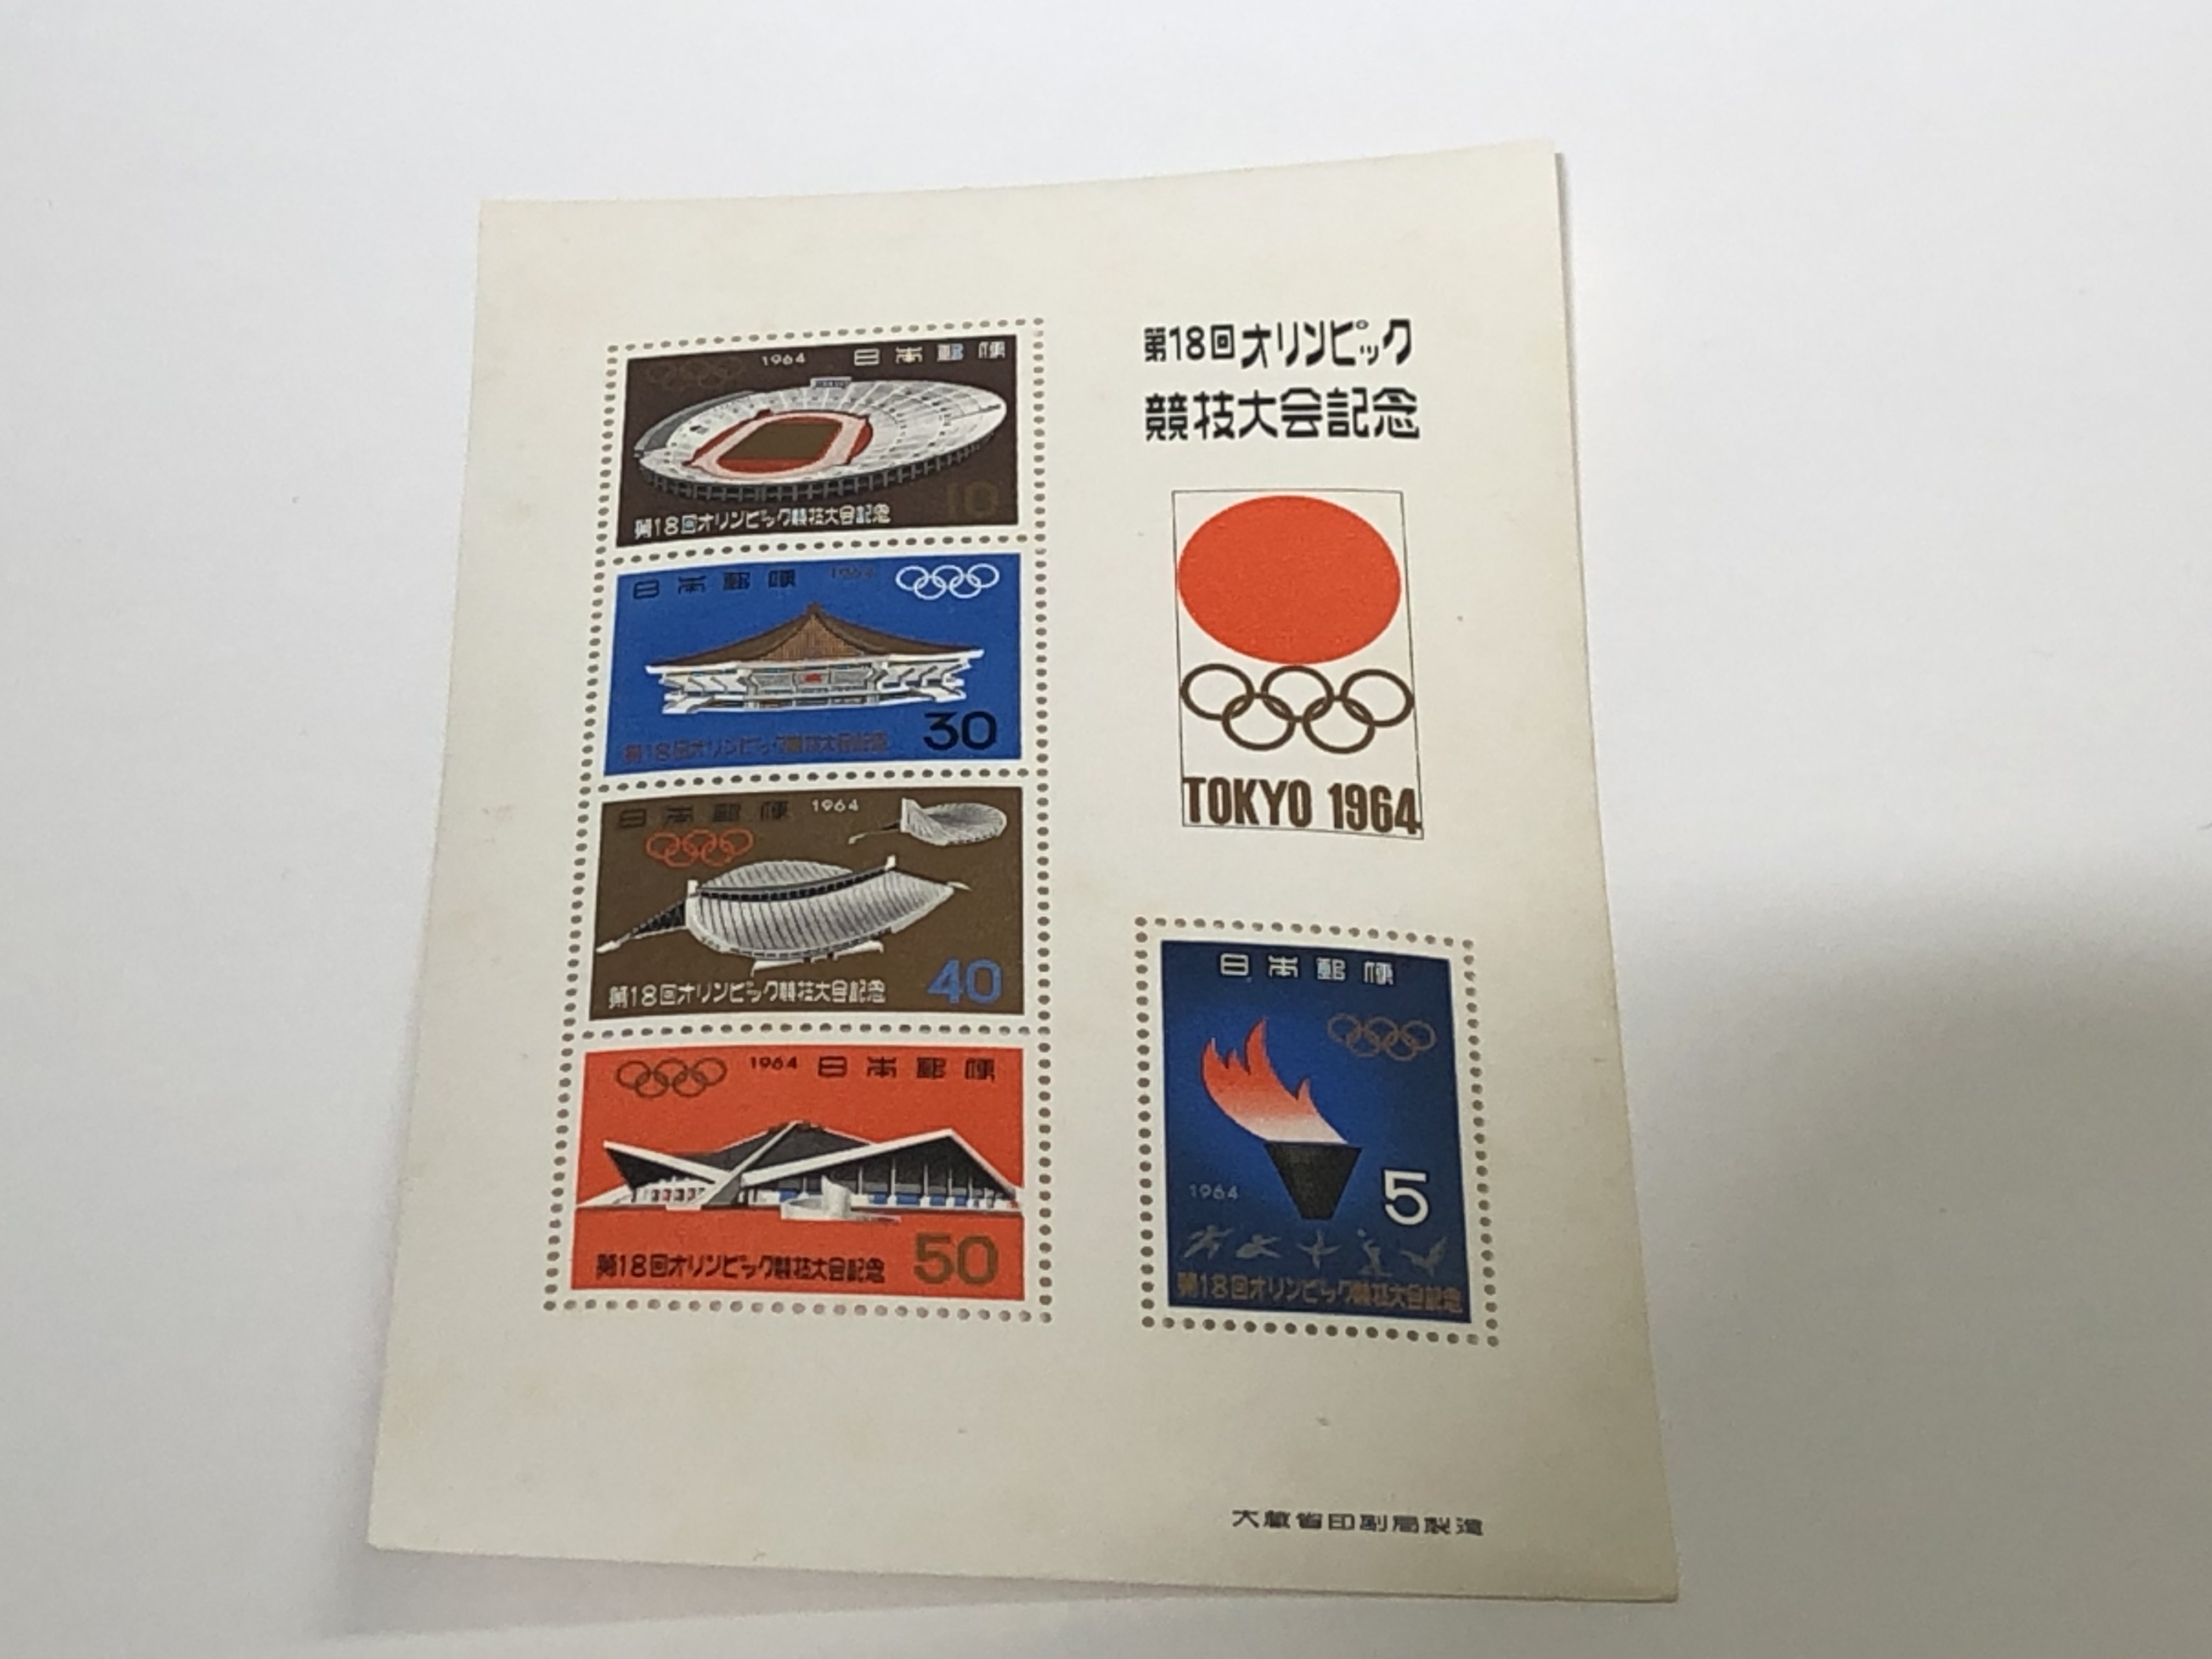 1964 日本郵便
10
第18回オリンピック競技大会記念
日本郵便 1964
30
第18回オリンピック競技大会記念
日本郵便 1964
第18回オリンピック競技大会記念 40
1964 日本郵便
第18回オリンピック競技大会記念 50
第18回オリンピック
競技大会記念
TOKYO 1964
日本郵便
1964 5
第18回オリンピック競技大会記念
大蔵省印刷局製造